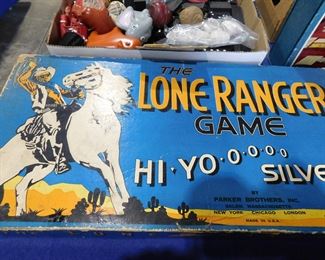 THE
LONE RANGER
GAME
HI-YO-O-O-O-O
SILVE
BY
PARKER BROTHERS, INC.
SALEM, MASSACHUSETTS
NEW YORK CHICAGO LONDON
MADE IN U.S.A.